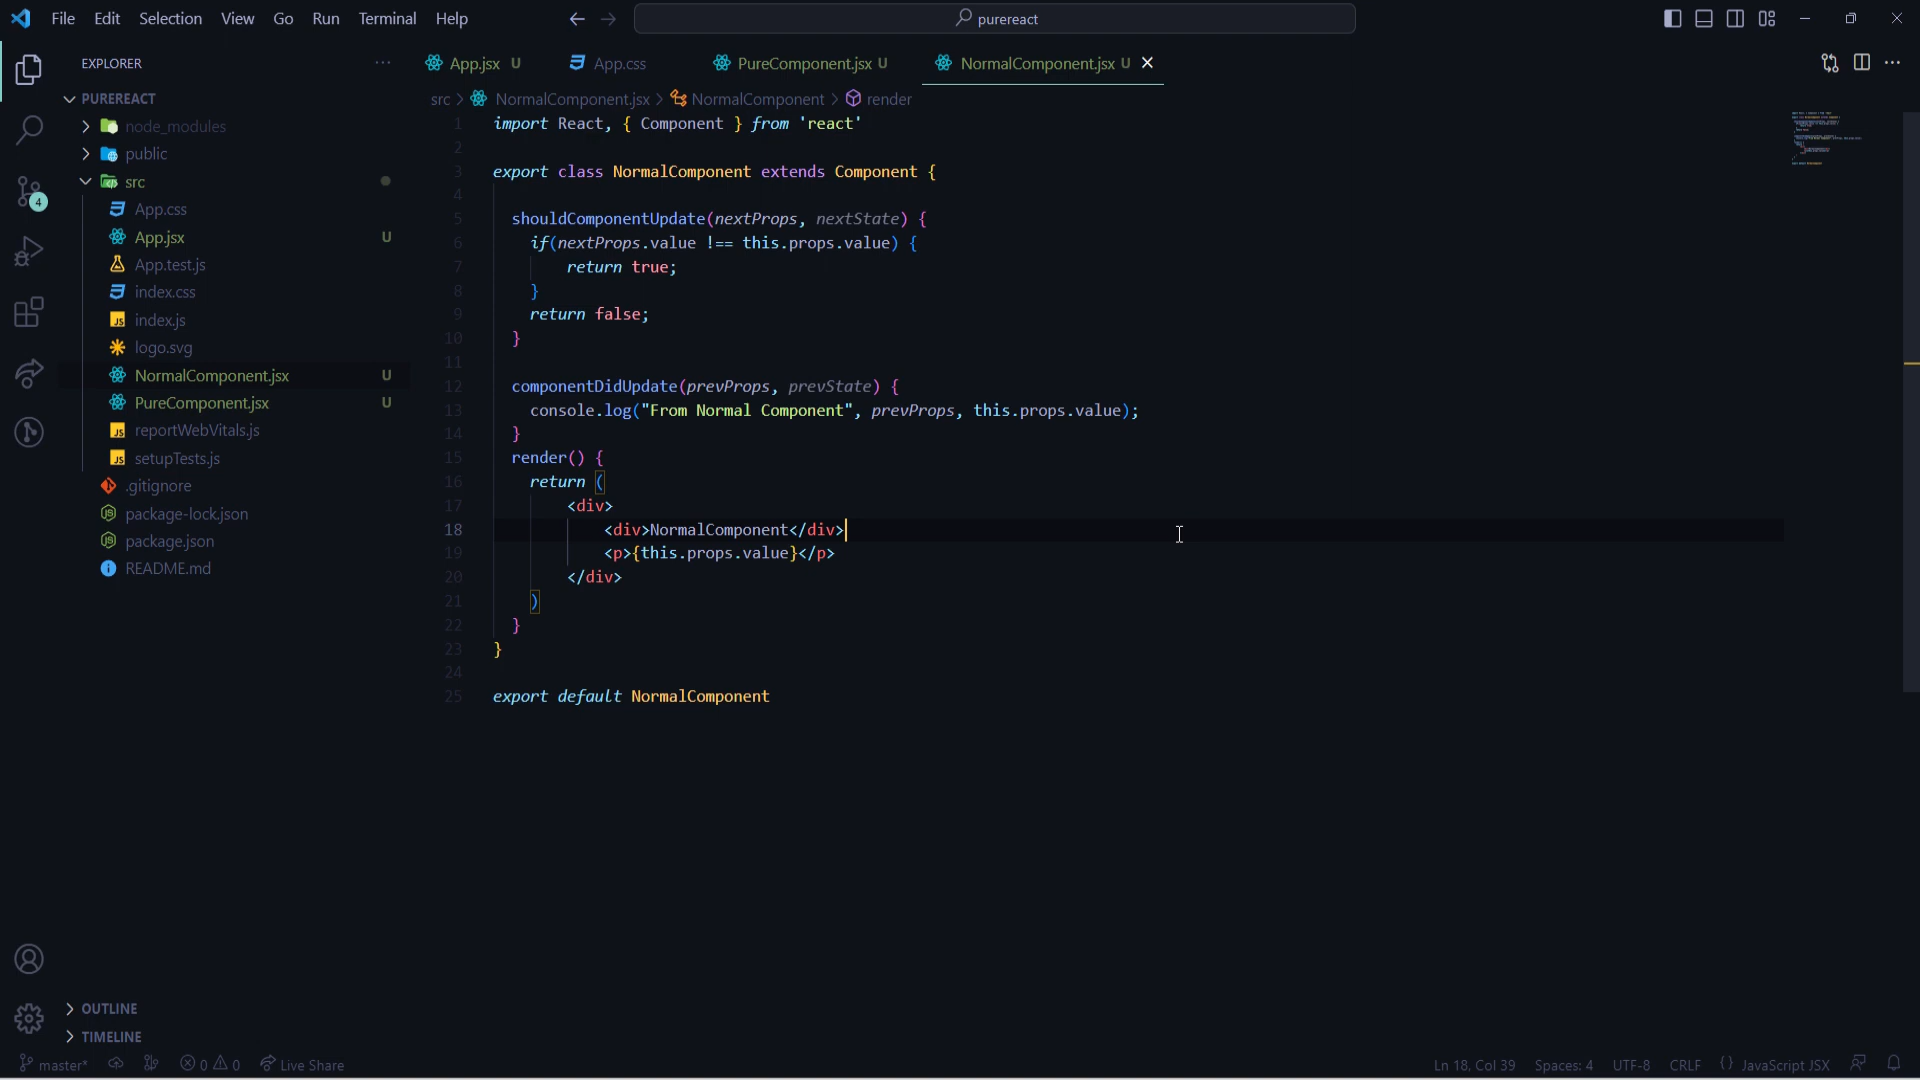 File Edit Selection View Go Run Terminal Help
purereact
EXPLORER
App.jsx U
App.css
PureComponent.jsx U
NormalComponent.jsx U
PUREREACT
node_modules
public
src
App.css
App.jsx U
App.test.js
index.css
JS index.js
logo.svg
NormalComponent.jsx U
PureComponent.jsx U
JS reportWebVitals.js
JS setupTests.js
.gitignore
package-lock.json
package.json
README.md
4
OUTLINE
TIMELINE
src > NormalComponent.jsx > NormalComponent > render
1 import React, { Component } from 'react'
2
3 export class NormalComponent extends Component {
4
5 shouldComponentUpdate(nextProps, nextState) {
6 if(nextProps.value !== this.props.value) {
7 return true;
8 }
9 return false;
10 }
11
12 componentDidUpdate(prevProps, prevState) {
13 console.log("From Normal Component", prevProps, this.props.value);
14 }
15 render() {
16 return (
17 <div>
18 <div>NormalComponent</div>
19 <p>{this.props.value}</p>
20 </div>
21 )
22 }
23 }
24
25 export default NormalComponent
master* 0 0 Live Share
Ln 18, Col 39 Spaces: 4 UTF-8 CRLF {} JavaScript JSX